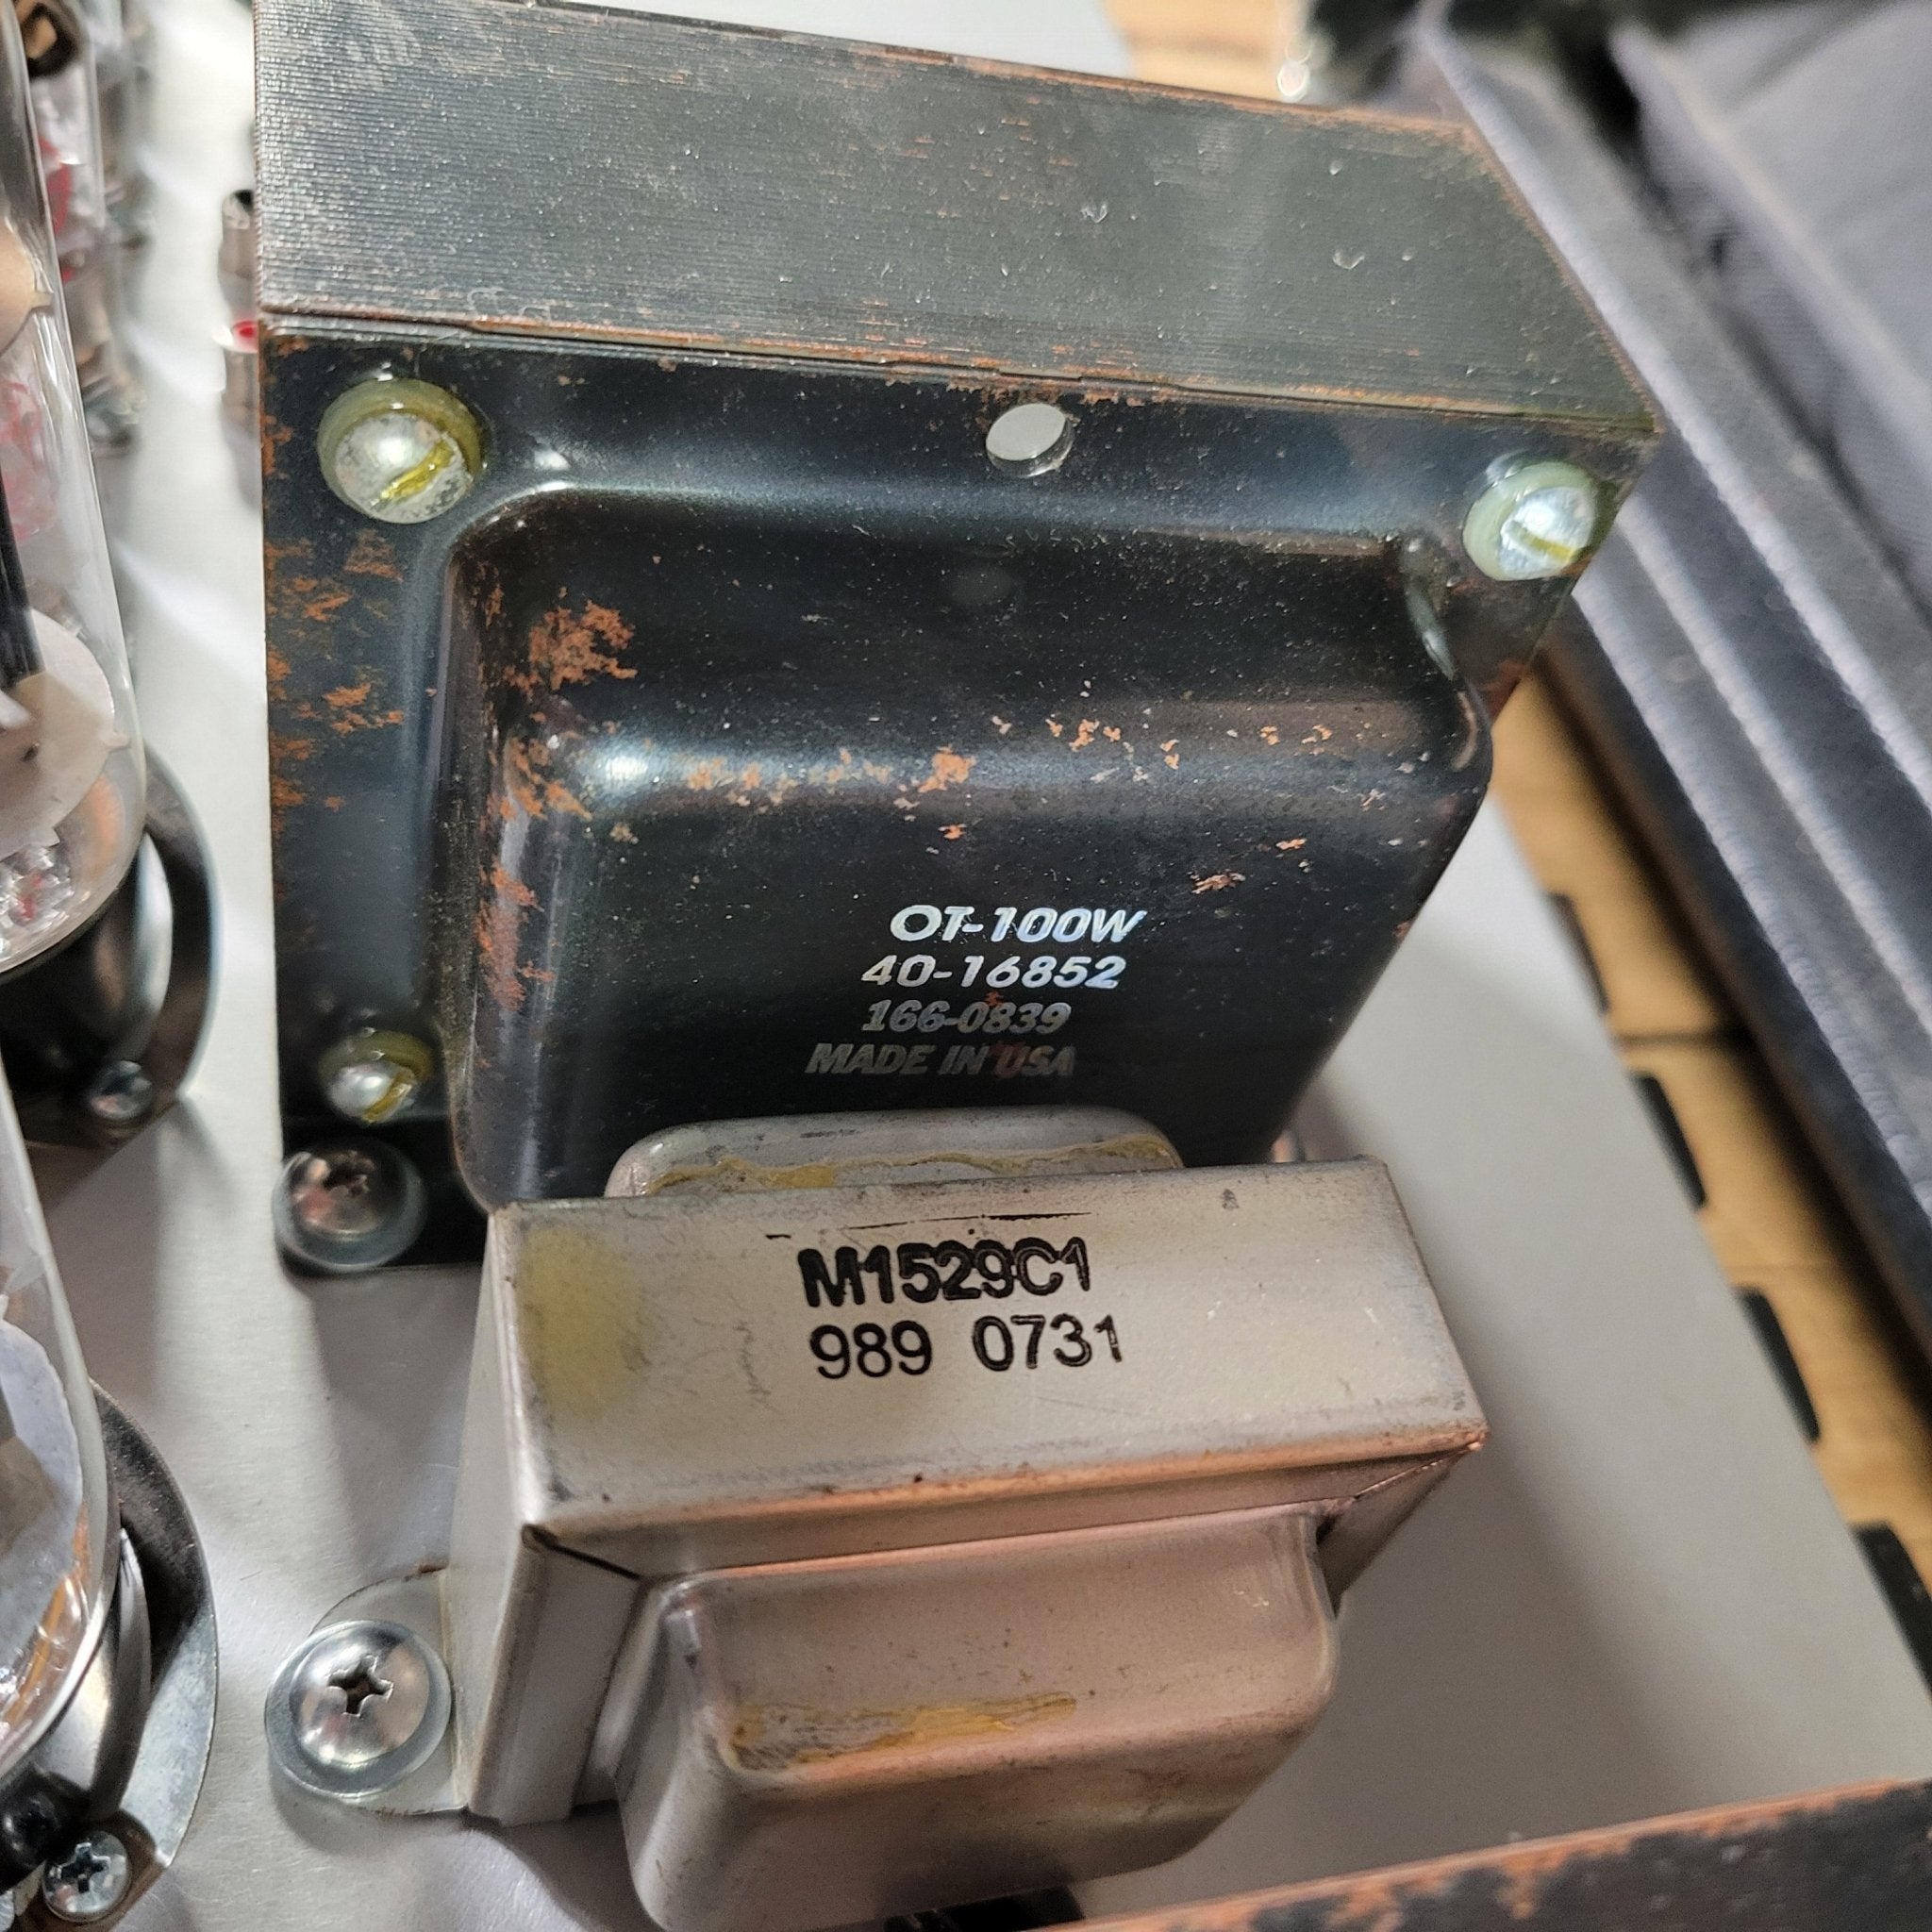 OT-100W
40-16852
166-0839
MADE IN USA
M1529C1
989 0731